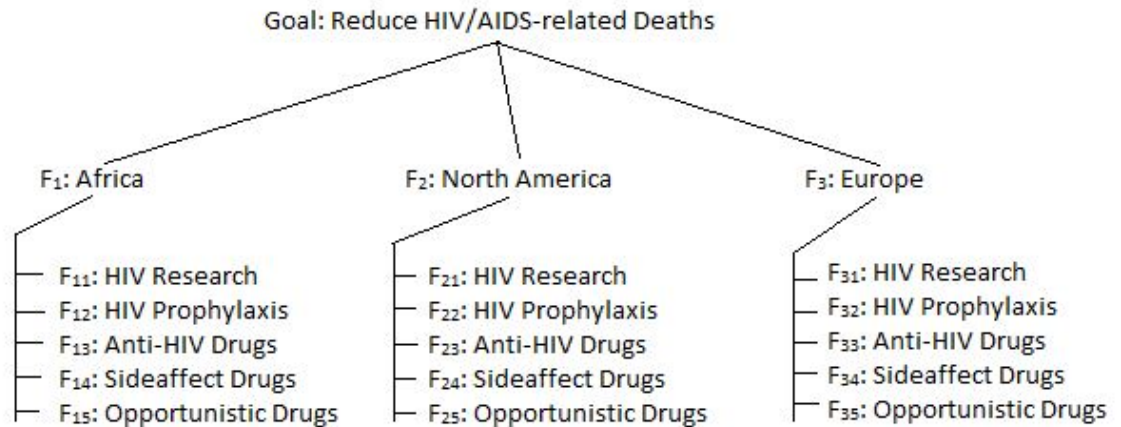 Goal: Reduce HIV/AIDS-related Deaths
F₁: Africa
F₂: North America
F₃: Europe
F₁₁: HIV Research
F₁₂: HIV Prophylaxis
F₁₃: Anti-HIV Drugs
F₁₄: Sideaffect Drugs
F₁₅: Opportunistic Drugs
F₂₁: HIV Research
F₂₂: HIV Prophylaxis
F₂₃: Anti-HIV Drugs
F₂₄: Sideaffect Drugs
F₂₅: Opportunistic Drugs
F₃₁: HIV Research
F₃₂: HIV Prophylaxis
F₃₃: Anti-HIV Drugs
F₃₄: Sideaffect Drugs
F₃₅: Opportunistic Drugs